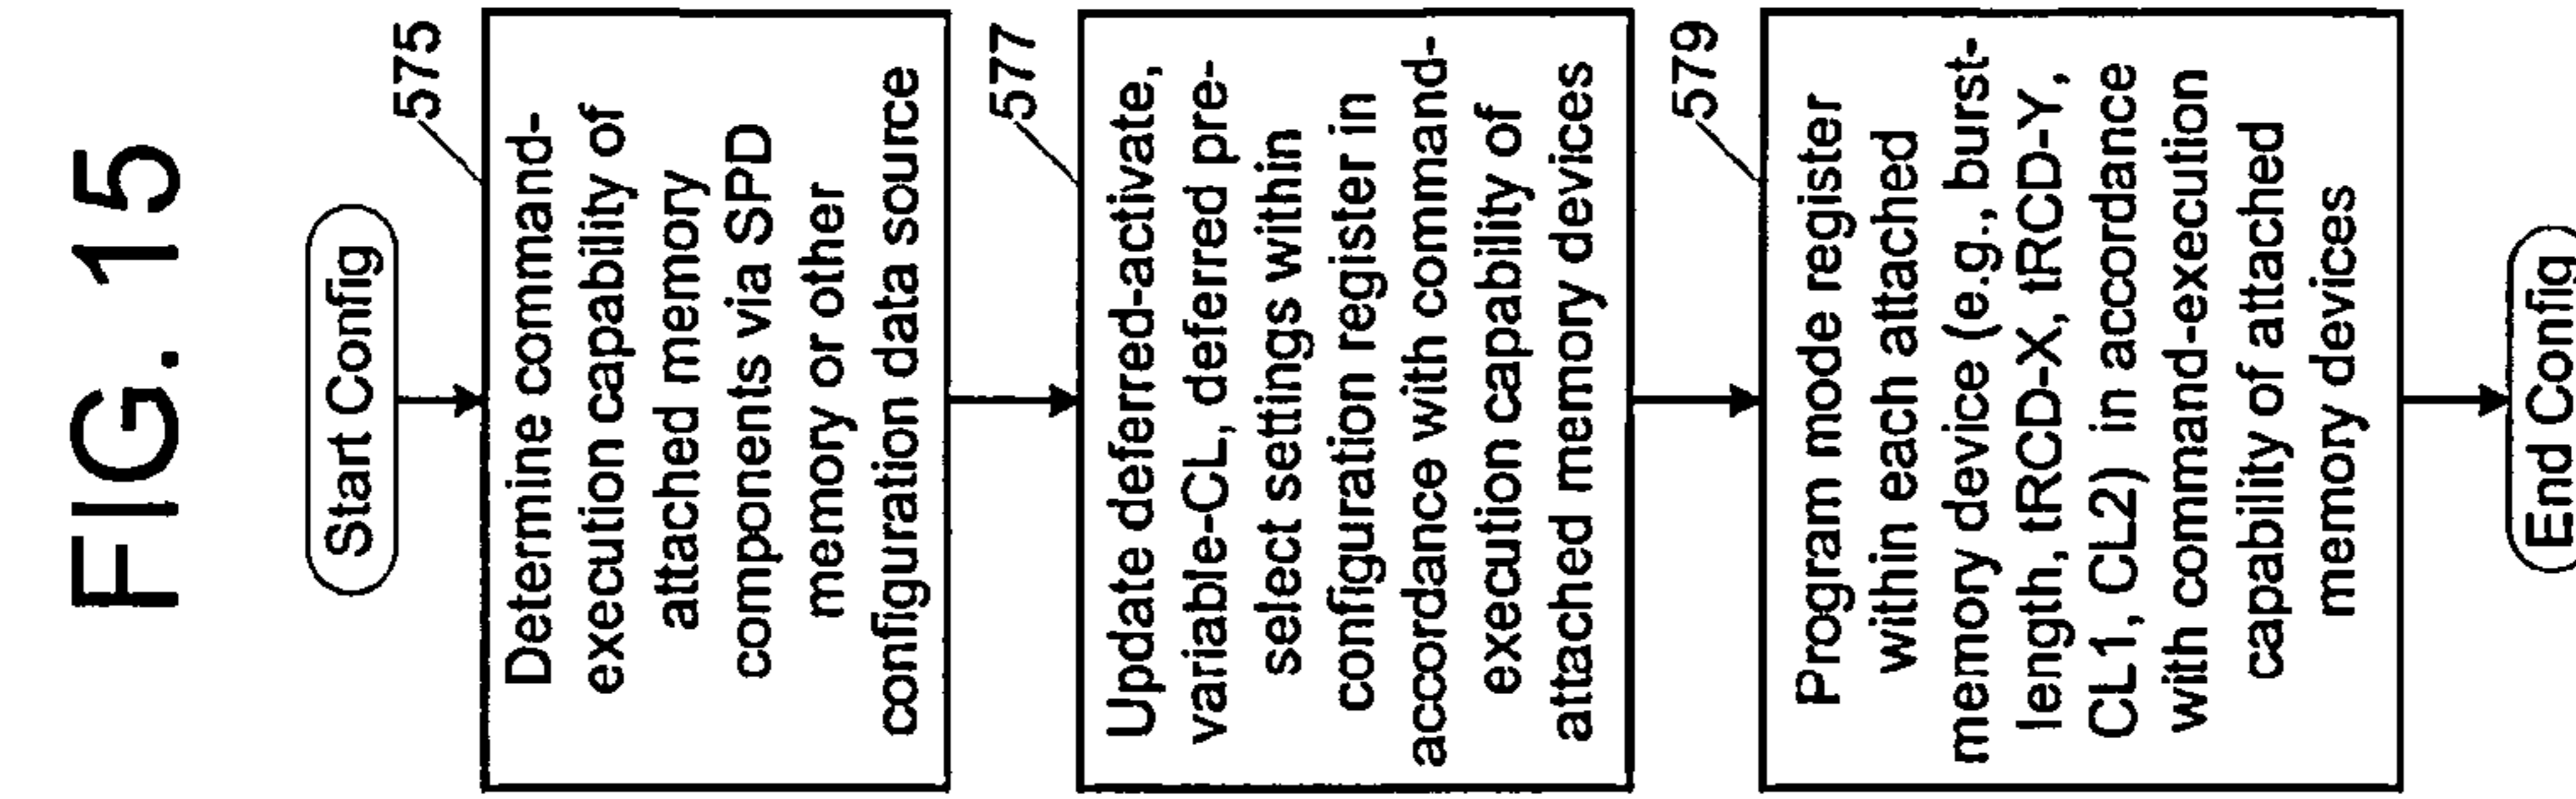 FIG. 15
Start Config
575
Determine command-
execution capability of
attached memory
components via SPD
memory or other
configuration data source
577
Update deferred-activate,
variable-CL, deferred pre-
select settings within
configuration register in
accordance with command-
execution capability of
attached memory devices
579
Program mode register
within each attached
memory device (e.g., burst-
length, tRCD-X, tRCD-Y,
CL1, CL2) in accordance
with command-execution
capability of attached
memory devices
End Config